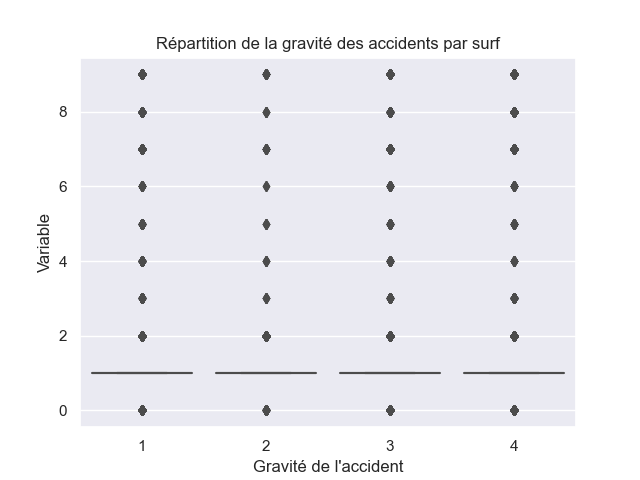 Répartition de la gravité des accidents par surf
Variable
8
6
4
2
0
1 2 3 4
Gravité de l'accident